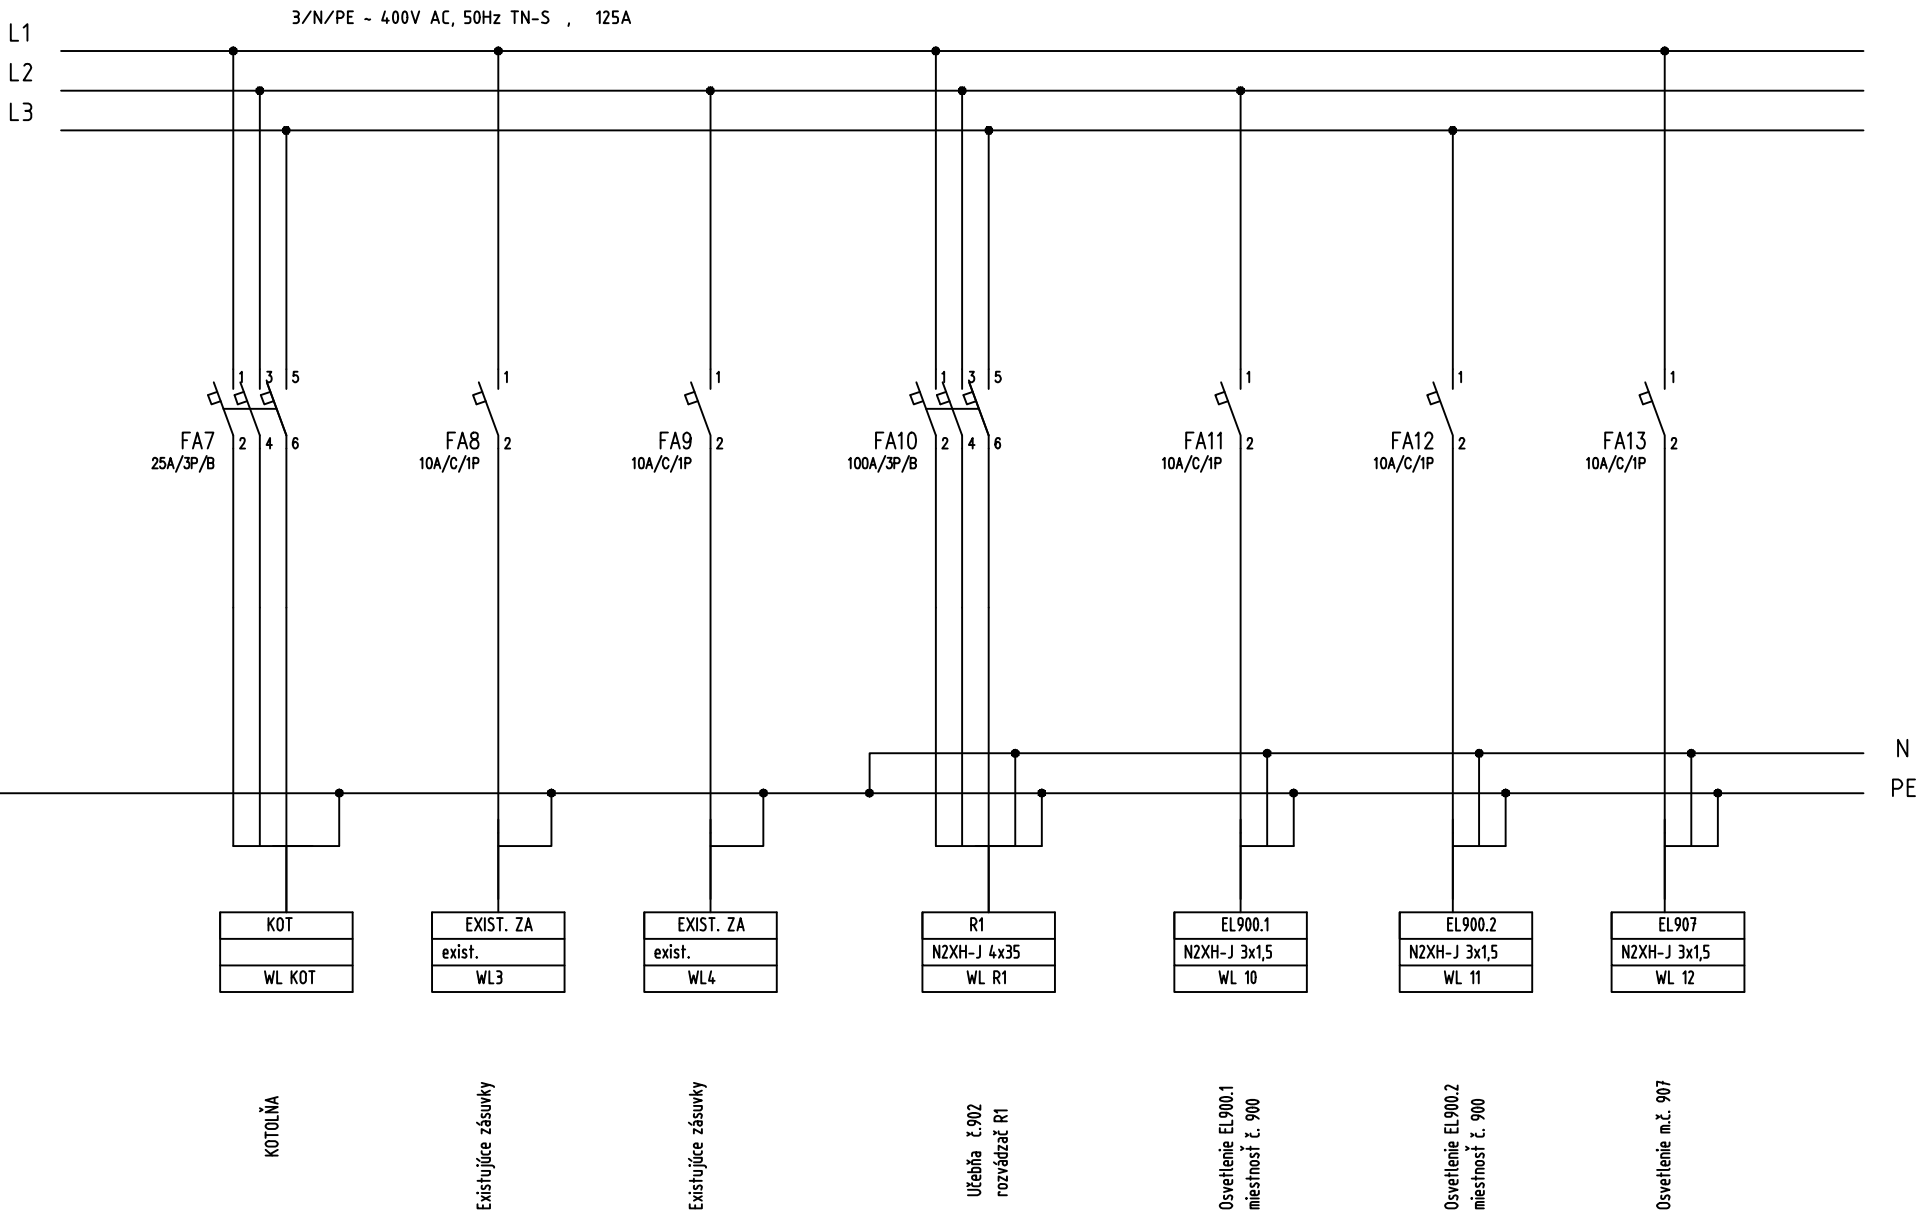 3/N/PE ~ 400V AC, 50Hz TN-S , 125A
L1
L2
L3
1 3 5
1
1
1 3 5
1
1
1
FA7 2 4 6
25A/3P/B
FA8 2
10A/C/1P
FA9 2
10A/C/1P
FA10 2 4 6
100A/3P/B
FA11 2
10A/C/1P
FA12 2
10A/C/1P
FA13 2
10A/C/1P
N
PE
KOT
WL KOT
EXIST. ZA
exist.
WL3
EXIST. ZA
exist.
WL4
R1
N2XH-J 4x35
WL R1
EL900.1
N2XH-J 3x1,5
WL 10
EL900.2
N2XH-J 3x1,5
WL 11
EL907
N2XH-J 3x1,5
WL 12
KOTOLŇA
Existujúce zásuvky
Existujúce zásuvky
Učebňa č.902
rozvádzač R1
Osvetlenie EL900.1
miestnosť č. 900
Osvetlenie EL900.2
miestnosť č. 900
Osvetlenie m.č. 907